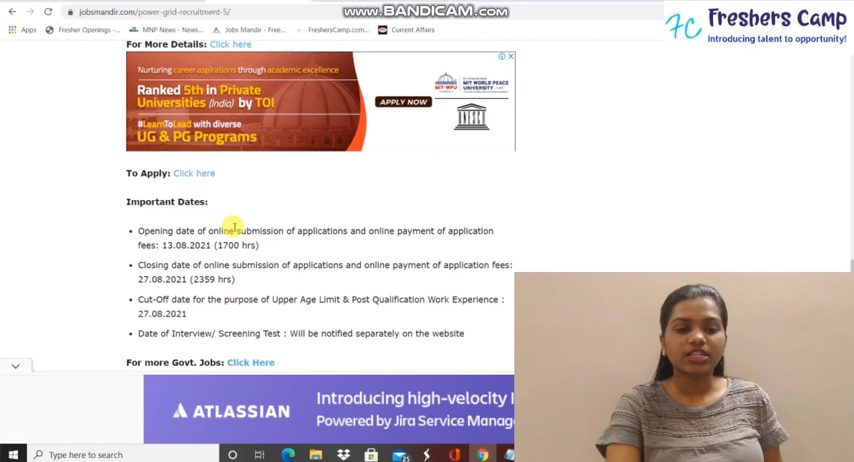 jobsmandir.com/power-grid-recruitment-5/
www.BANDICAM.com
FC Freshers Camp
Introducing talent to opportunity!
Apps Fresher Openings -... MNP News - News... Jobs Mandir - Free... FreshersCamp.com... Current Affairs
For More Details: Click here
Nurturing career aspirations through academic excellence
Ranked 5th in Private
Universities (India) by TOI
#LearnToLead with diverse
UG & PG Programs
APPLY NOW
MIT-WPU
MIT WORLD PEACE
UNIVERSITY
To Apply: Click here
Important Dates:
Opening date of online submission of applications and online payment of application
fees: 13.08.2021 (1700 hrs)
Closing date of online submission of applications and online payment of application fees:
27.08.2021 (2359 hrs)
Cut-Off date for the purpose of Upper Age Limit & Post Qualification Work Experience :
27.08.2021
Date of Interview/ Screening Test : Will be notified separately on the website
For more Govt. Jobs: Click Here
ATLASSIAN
Introducing high-velocity
Powered by Jira Service Manag
Type here to search
25